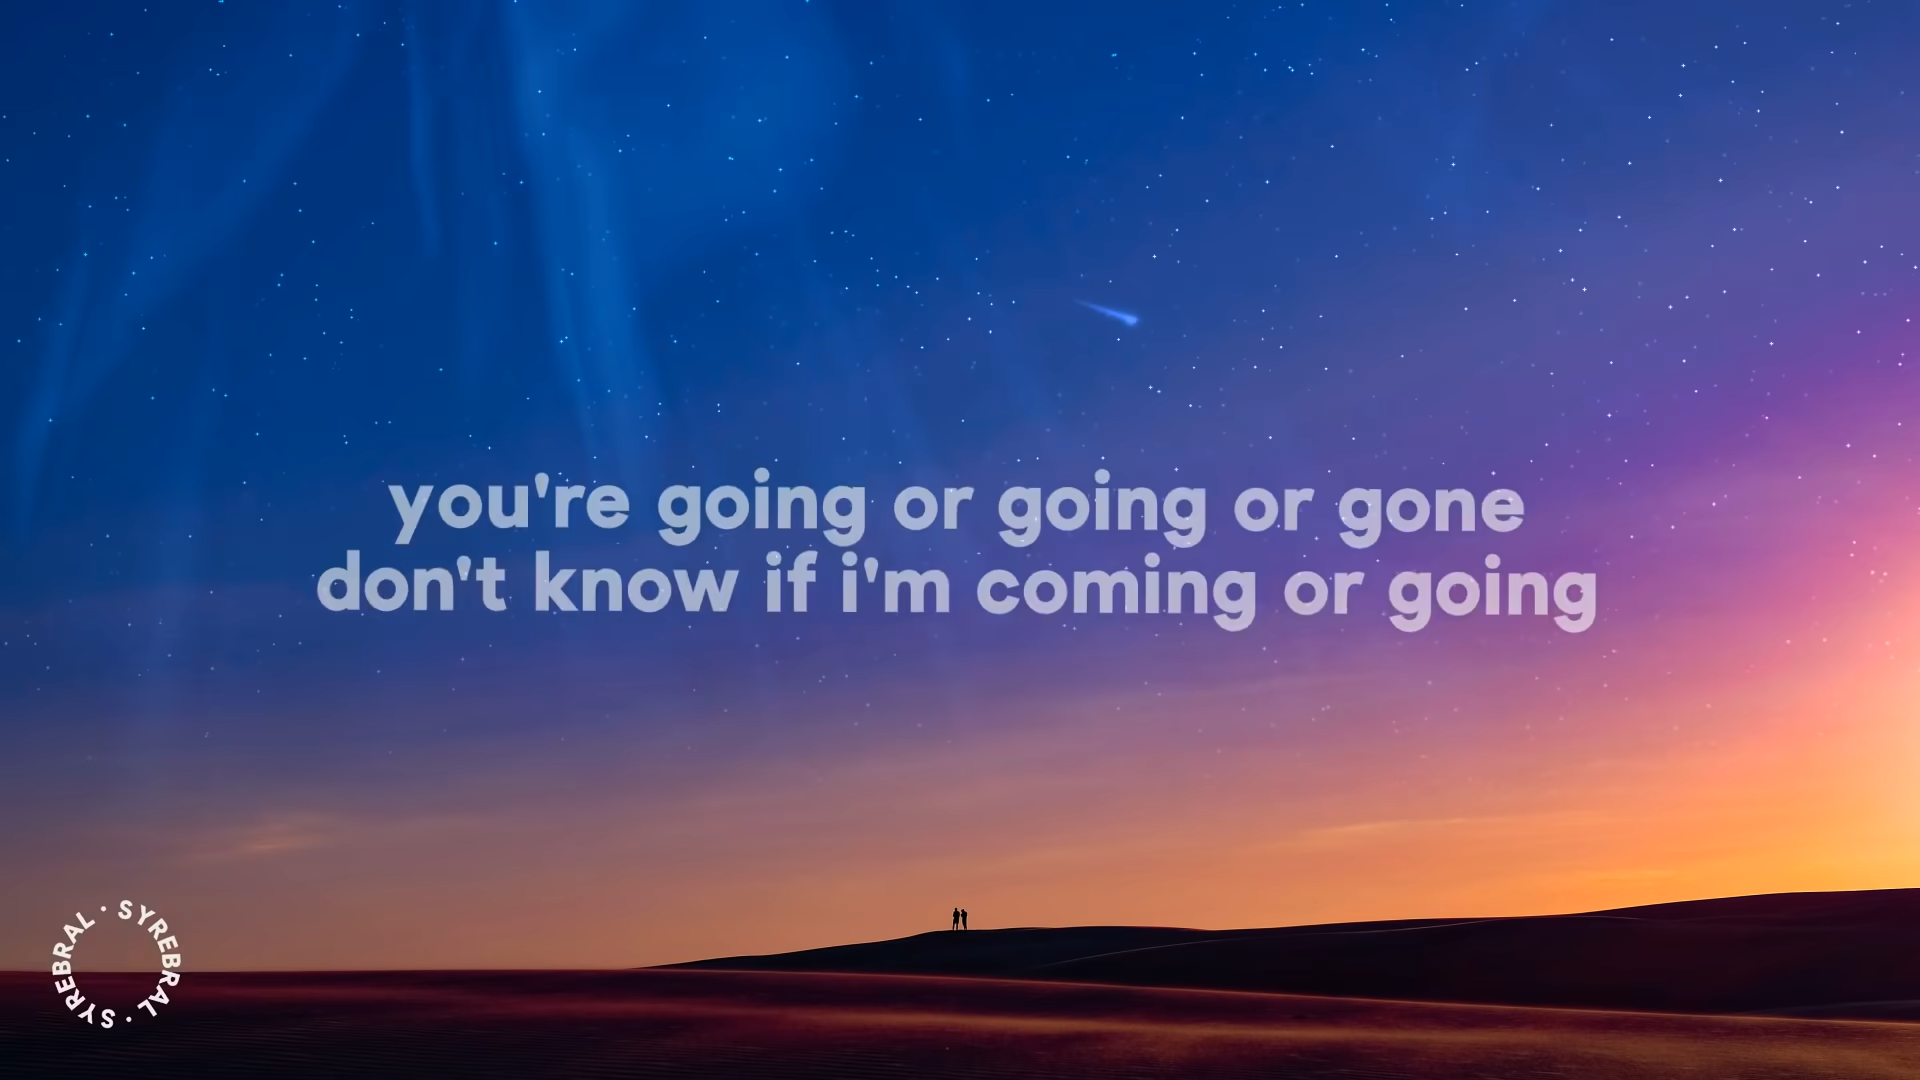 you're going or going or gone
don't know if i'm coming or going
SYREBRAL · SYREBRAL ·